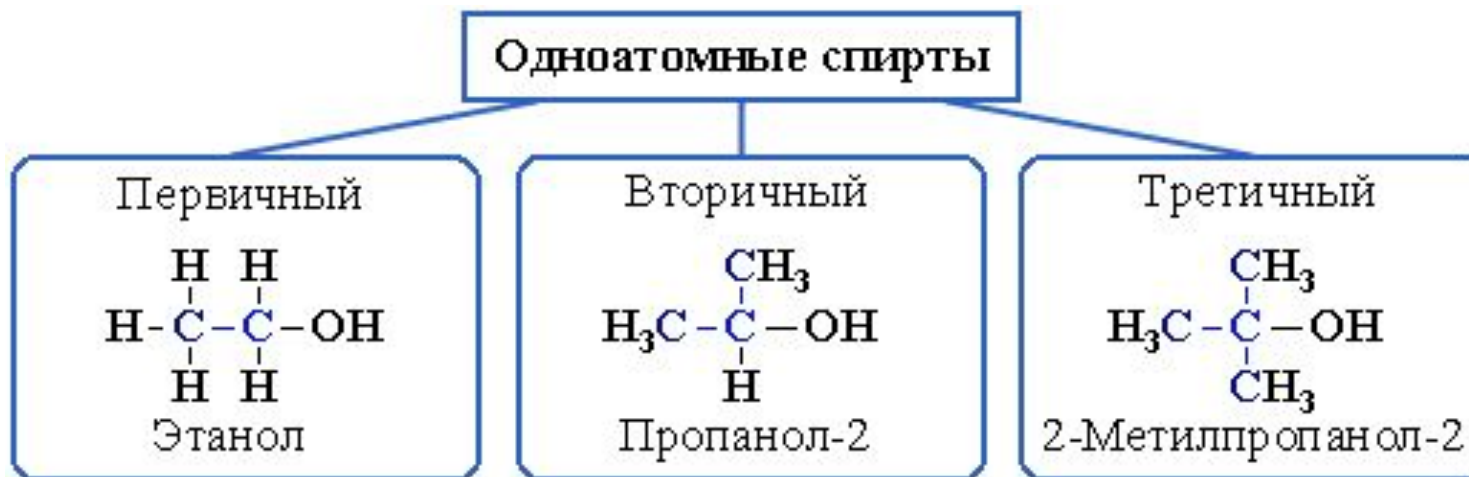 Одноатомные спирты
Первичный
H H
H-C-C-OH
H H
Этанол
Вторичный
CH₃
H₃C-C-OH
H
Пропанол-2
Третичный
CH₃
H₃C-C-OH
CH₃
2-Метилпропанол-2